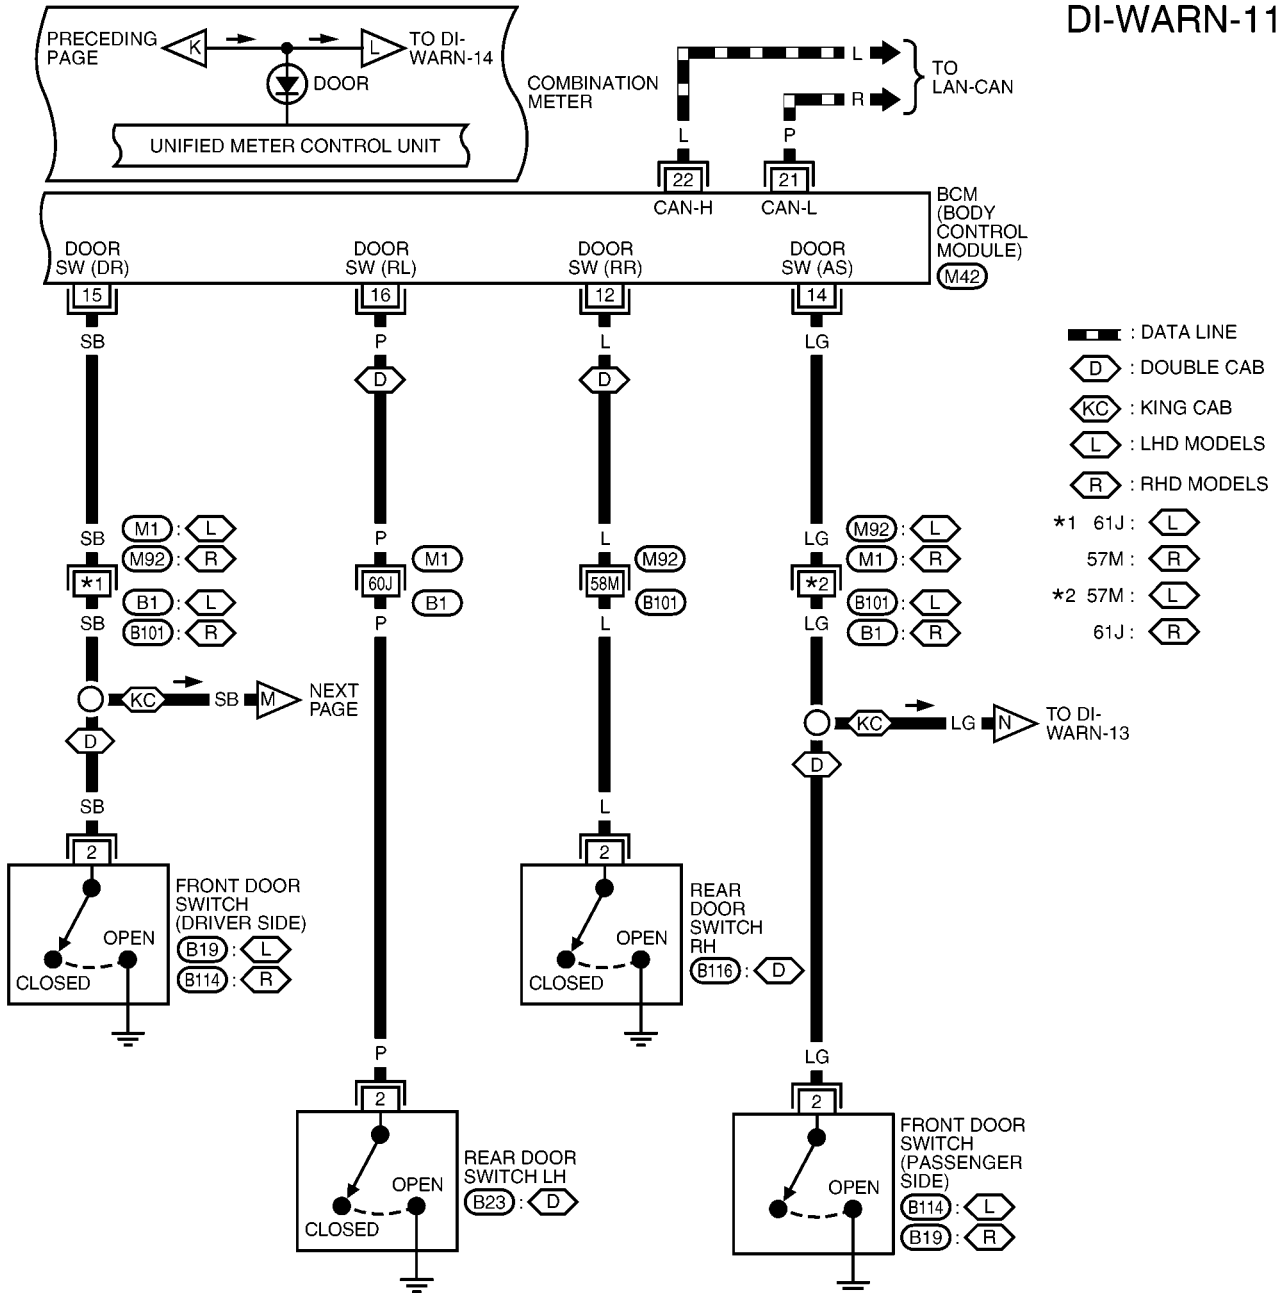 DI-WARN-11
PRECEDING
PAGE
K
L
TO DI-
WARN-14
DOOR
COMBINATION
METER
UNIFIED METER CONTROL UNIT
L
R
TO
LAN-CAN
L
P
22
21
CAN-H
CAN-L
BCM
(BODY
CONTROL
MODULE)
M42
DOOR
SW (DR)
DOOR
SW (RL)
DOOR
SW (RR)
DOOR
SW (AS)
15
16
12
14
SB
P
L
LG
D
D
: DATA LINE
D : DOUBLE CAB
KC : KING CAB
L : LHD MODELS
R : RHD MODELS
*1 61J : L
57M : R
*2 57M : L
61J : R
SB
M1 : L
M92 : R
*1
B1 : L
B101 : R
SB
P
M1
60J
B1
P
L
M92
58M
B101
L
LG
M92 : L
M1 : R
*2
B101 : L
B1 : R
LG
KC
SB
M
NEXT
PAGE
D
KC
LG
N
TO DI-
WARN-13
D
SB
2
FRONT DOOR
SWITCH
(DRIVER SIDE)
B19 : L
B114 : R
OPEN
CLOSED
L
2
REAR
DOOR
SWITCH
RH
B116 : D
OPEN
CLOSED
P
2
REAR DOOR
SWITCH LH
B23 : D
OPEN
CLOSED
LG
2
FRONT DOOR
SWITCH
(PASSENGER
SIDE)
B114 : L
B19 : R
OPEN